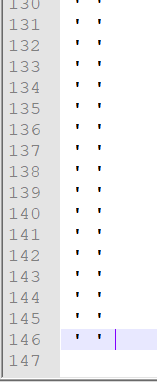 130 ' '
131 ' '
132 ' '
133 ' '
134 ' '
135 ' '
136 ' '
137 ' '
138 ' '
139 ' '
140 ' '
141 ' '
142 ' '
143 ' '
144 ' '
145 ' '
146 ' '
147